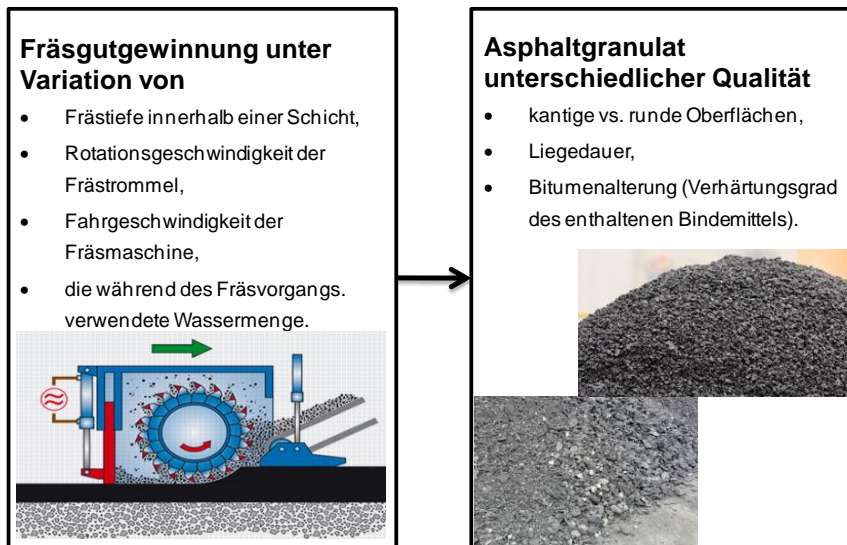 Fräsgutgewinnung unter
Variation von
• Frästiefe innerhalb einer Schicht,
• Rotationsgeschwindigkeit der
Frästrommel,
• Fahrgeschwindigkeit der
Fräsmaschine,
• die während des Fräsvorgangs.
verwendete Wassermenge.
Asphaltgranulat
unterschiedlicher Qualität
• kantige vs. runde Oberflächen,
• Liegedauer,
• Bitumenalterung (Verhärtungsgrad
des enthaltenen Bindemittels).